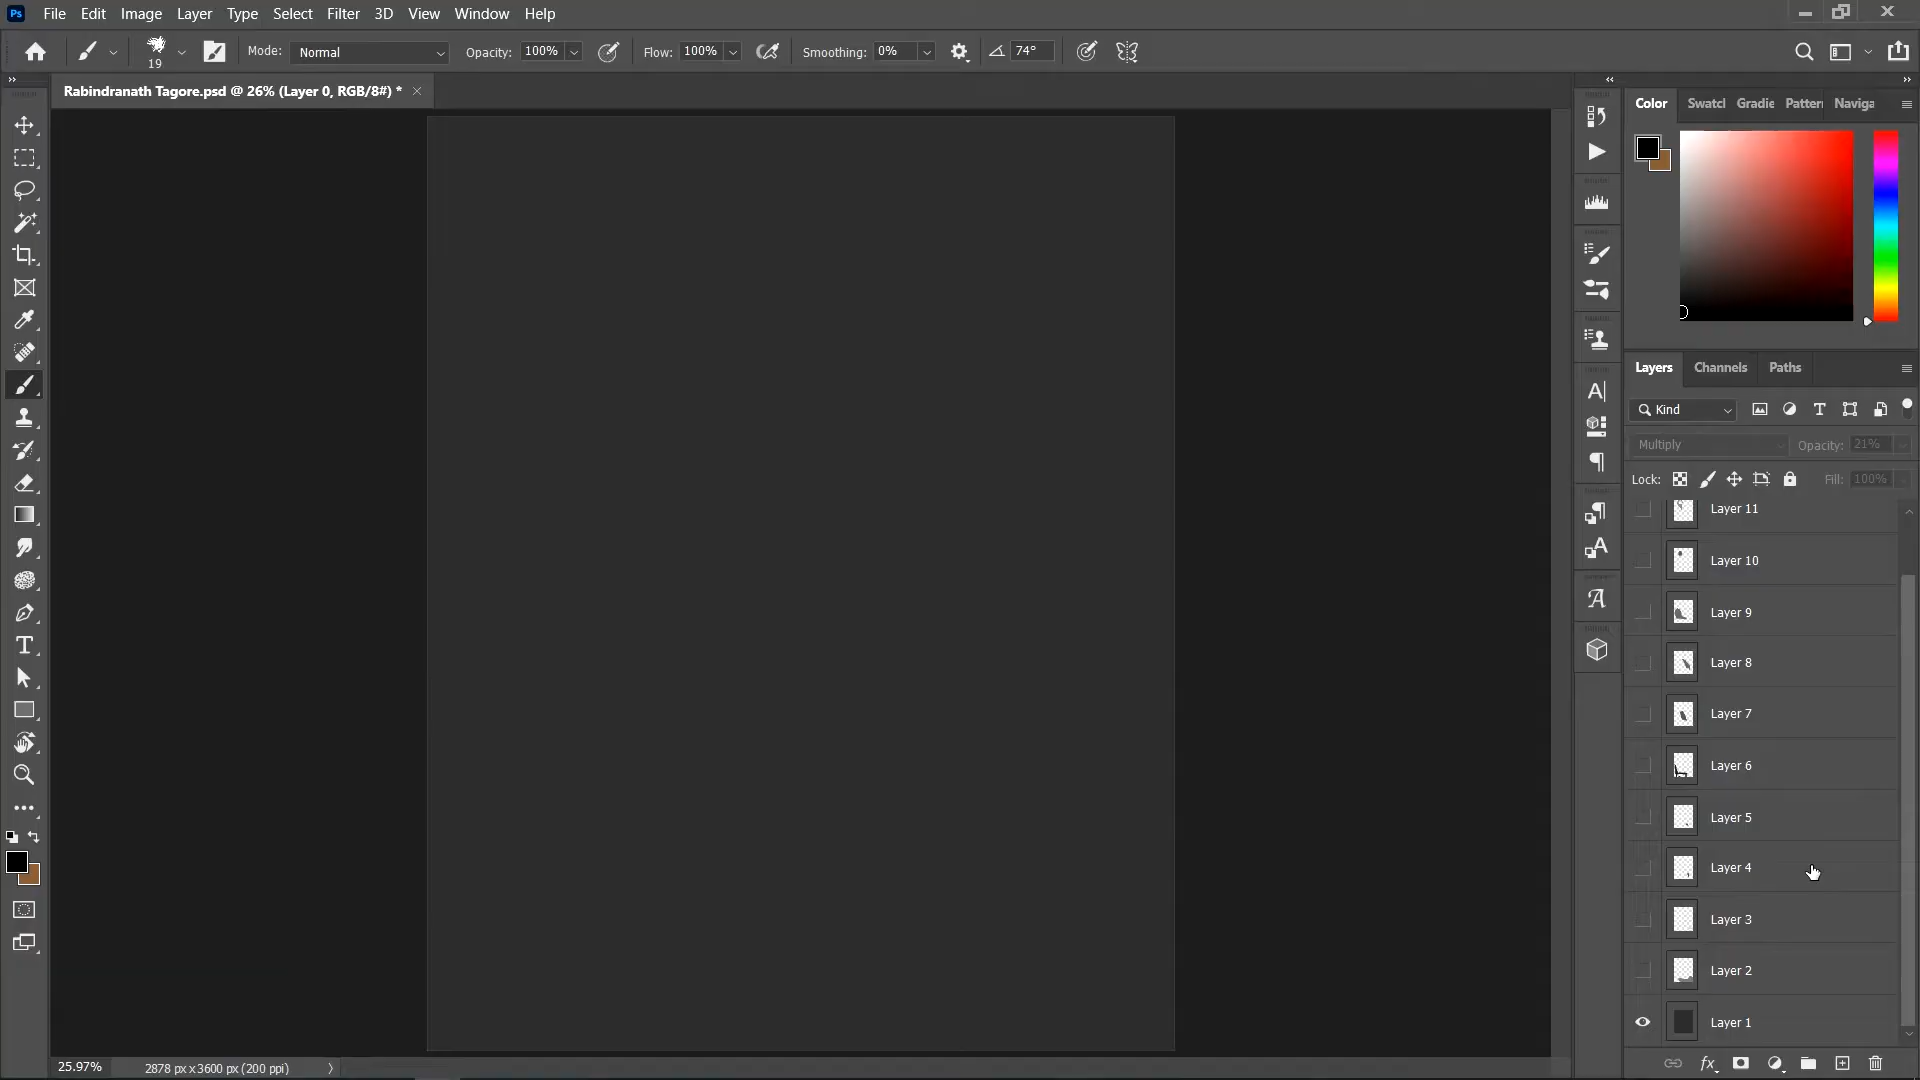 Ps File Edit Image Layer Type Select Filter 3D View Window Help
19 Mode: Normal Opacity: 100% Flow: 100% Smoothing: 0% 74°
Rabindranath Tagore.psd @ 26% (Layer 0, RGB/8#) *
Color Swatcl Gradie Pattern Naviga
Layers Channels Paths
Kind
Multiply Opacity: 21%
Lock: Fill: 100%
Layer 11
Layer 10
Layer 9
Layer 8
Layer 7
Layer 6
Layer 5
Layer 4
Layer 3
Layer 2
Layer 1
25.97% 2878 px x 3600 px (200 ppi)